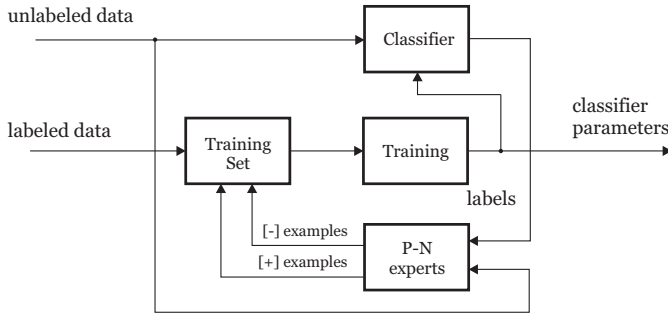 unlabeled data
Classifier
labeled data
Training
Set
Training
classifier
parameters
labels
[-] examples
[+] examples
P-N
experts